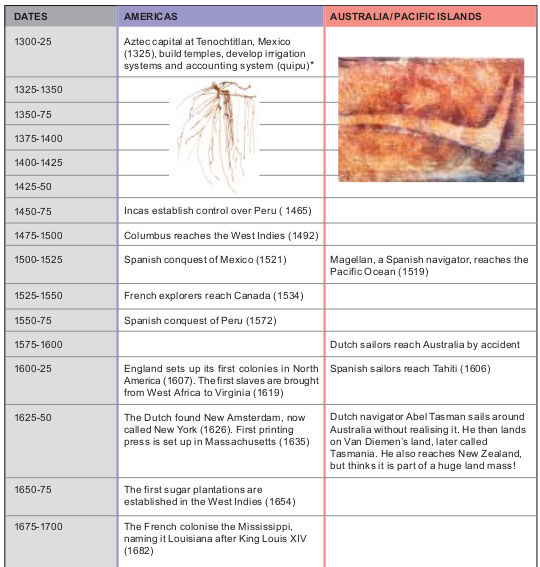 DATES AMERICAS AUSTRALIA/PACIFIC ISLANDS
1300-25 Aztec capital at Tenochtitlan, Mexico
(1325), build temples, develop irrigation
systems and accounting system (quipu)*
1325-1350
1350-75
1375-1400
1400-1425
1425-50
1450-75 Incas establish control over Peru ( 1465)
1475-1500 Columbus reaches the West Indies (1492)
1500-1525 Spanish conquest of Mexico (1521) Magellan, a Spanish navigator, reaches the
Pacific Ocean (1519)
1525-1550 French explorers reach Canada (1534)
1550-75 Spanish conquest of Peru (1572)
1575-1600 Dutch sailors reach Australia by accident
1600-25 England sets up its first colonies in North Spanish sailors reach Tahiti (1606)
America (1607). The first slaves are brought
from West Africa to Virginia (1619)
1625-50 The Dutch found New Amsterdam, now
called New York (1626). First printing
press is set up in Massachusetts (1635)
Dutch navigator Abel Tasman sails around
Australia without realising it. He then lands
on Van Diemen's land, later called
Tasmania. He also reaches New Zealand,
but thinks it is part of a huge land mass!
1650-75 The first sugar plantations are
established in the West Indies (1654)
1675-1700 The French colonise the Mississippi,
naming it Louisiana after King Louis XIV
(1682)